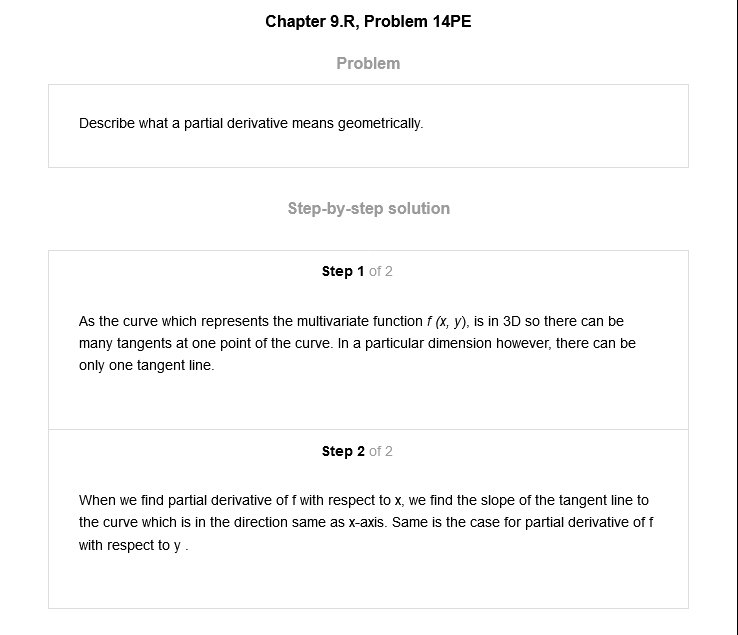 Chapter 9.R, Problem 14PE
Problem
Describe what a partial derivative means geometrically.
Step-by-step solution
Step 1 of 2
As the curve which represents the multivariate function f (x, y), is in 3D so there can be
many tangents at one point of the curve. In a particular dimension however, there can be
only one tangent line.
Step 2 of 2
When we find partial derivative of f with respect to x, we find the slope of the tangent line to
the curve which is in the direction same as x-axis. Same is the case for partial derivative of f
with respect to y .